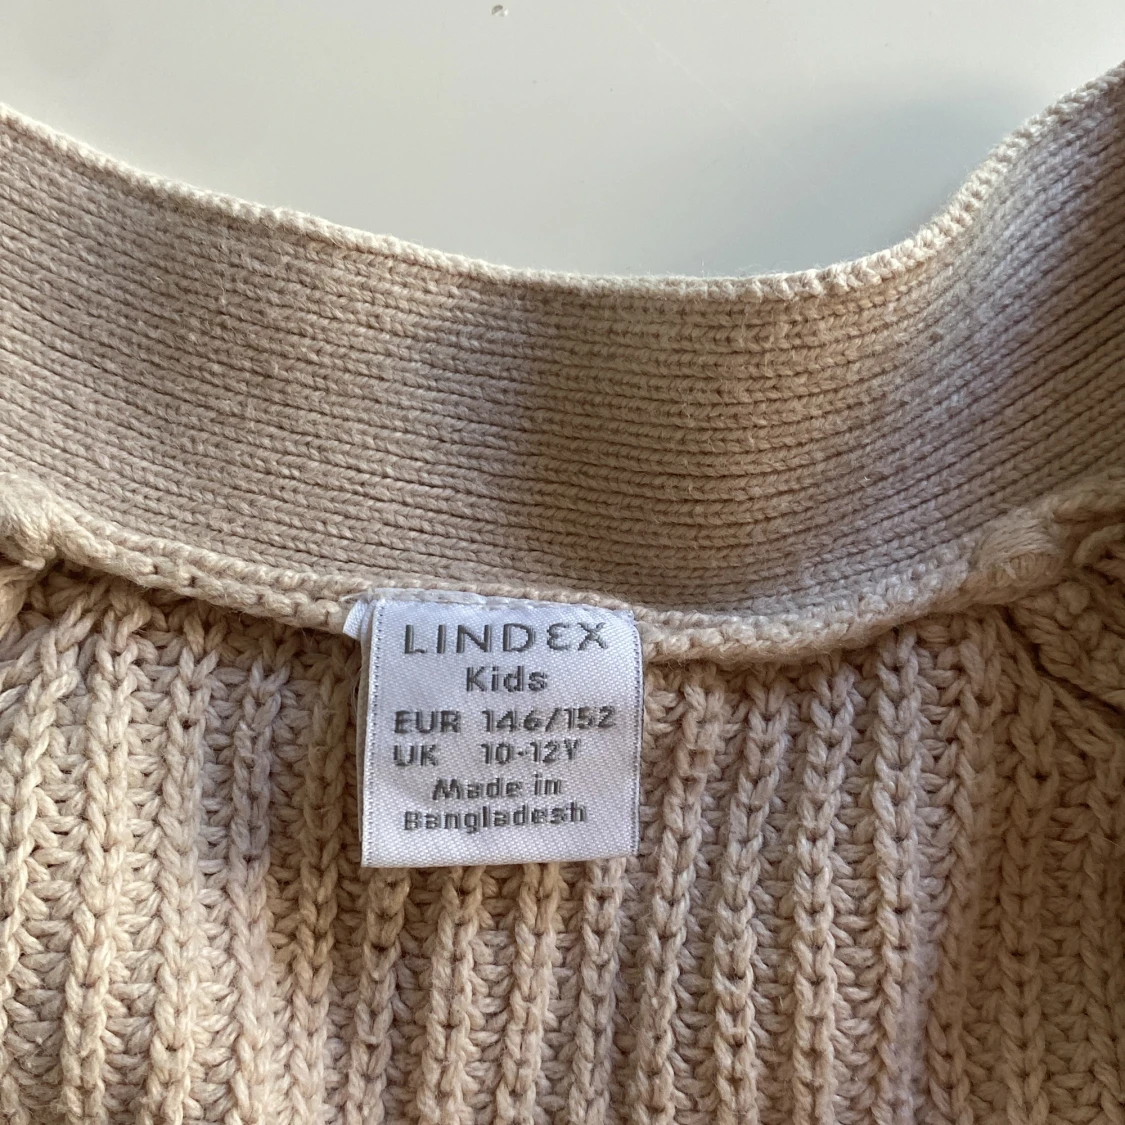 LINDEX
Kids
EUR 146/152
UK 10-12Y
Made in
Bangladesh